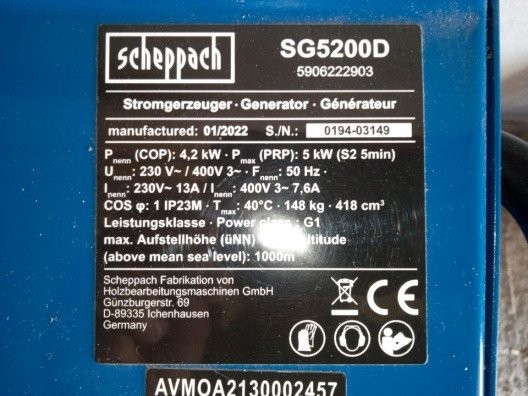 scheppach SG5200D
5906222903
Stromgerzeuger · Generator · Générateur
manufactured: 01/2022 S./N.: 0194-03149
Pnenn (COP): 4,2 kW · Pmax (PRP): 5 kW (S2 5min)
Unenn: 230 V~ / 400V 3~ · Fnenn: 50 Hz ·
Inenn: 230V~ 13A / Inenn: 400V 3~ 7,6A
COS φ: 1 IP23M · Tmax: 40°C · 148 kg · 418 cm³
Leistungsklasse · Power class : G1
max. Aufstellhöhe (üNN)
(above mean sea level): 1000m
Scheppach Fabrikation von
Holzbearbeitungsmaschinen GmbH
Günzburgerstr. 69
D-89335 Ichenhausen
Germany
CE
AVMOA2130002457